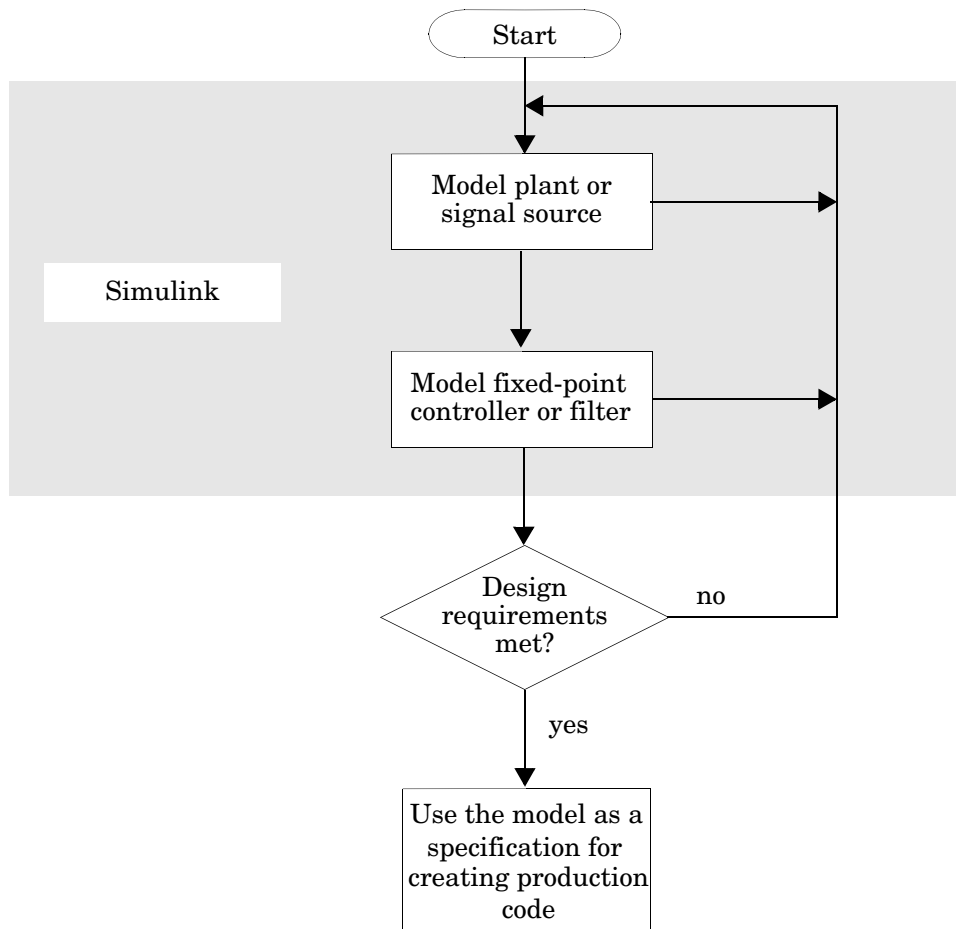 Start
Model plant or
signal source
Simulink
Model fixed-point
controller or filter
Design
requirements
met?
no
yes
Use the model as a
specification for
creating production
code